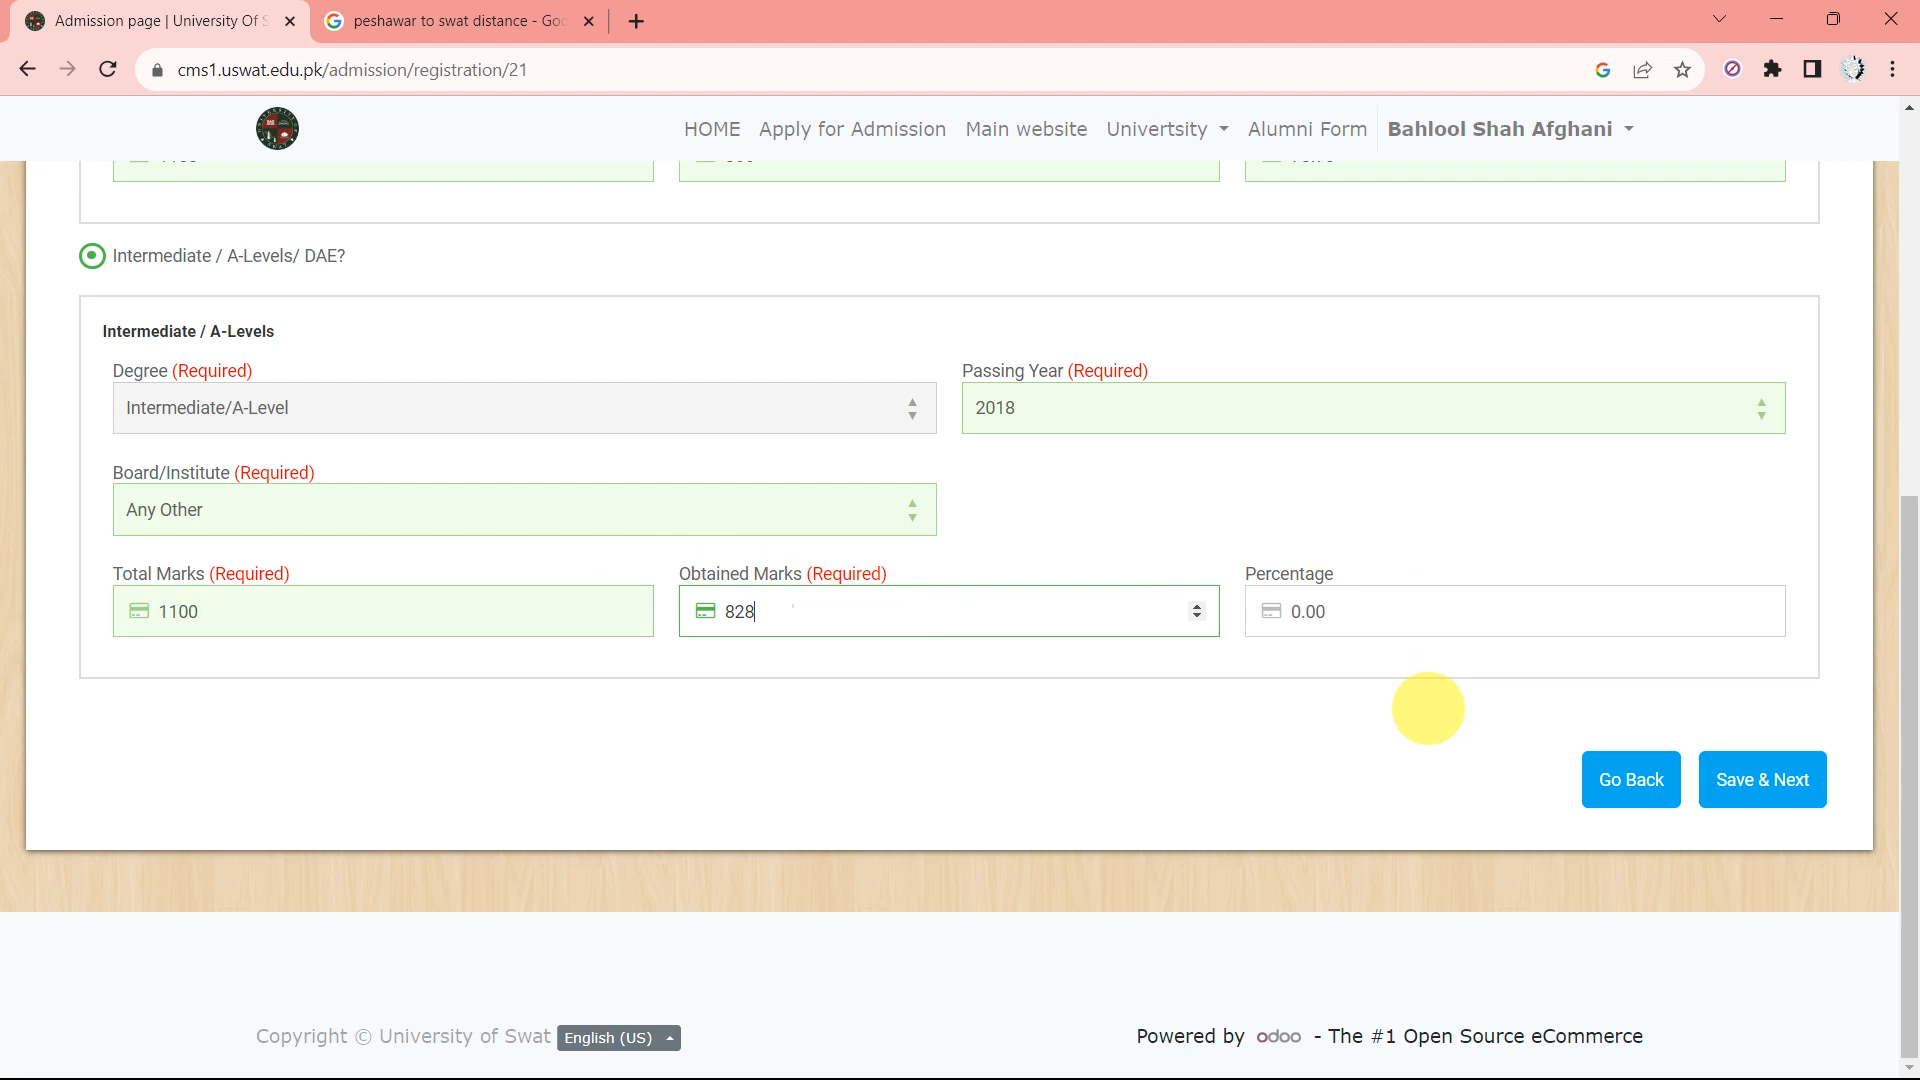 Admission page | University Of S
peshawar to swat distance - Goo
cms1.uswat.edu.pk/admission/registration/21
HOME Apply for Admission Main website Univertsity Alumni Form Bahlool Shah Afghani
Intermediate / A-Levels/ DAE?
Intermediate / A-Levels
Degree (Required) Passing Year (Required)
Intermediate/A-Level 2018
Board/Institute (Required)
Any Other
Total Marks (Required) Obtained Marks (Required) Percentage
1100 828 0.00
Go Back Save & Next
Copyright © University of Swat English (US) Powered by odoo - The #1 Open Source eCommerce